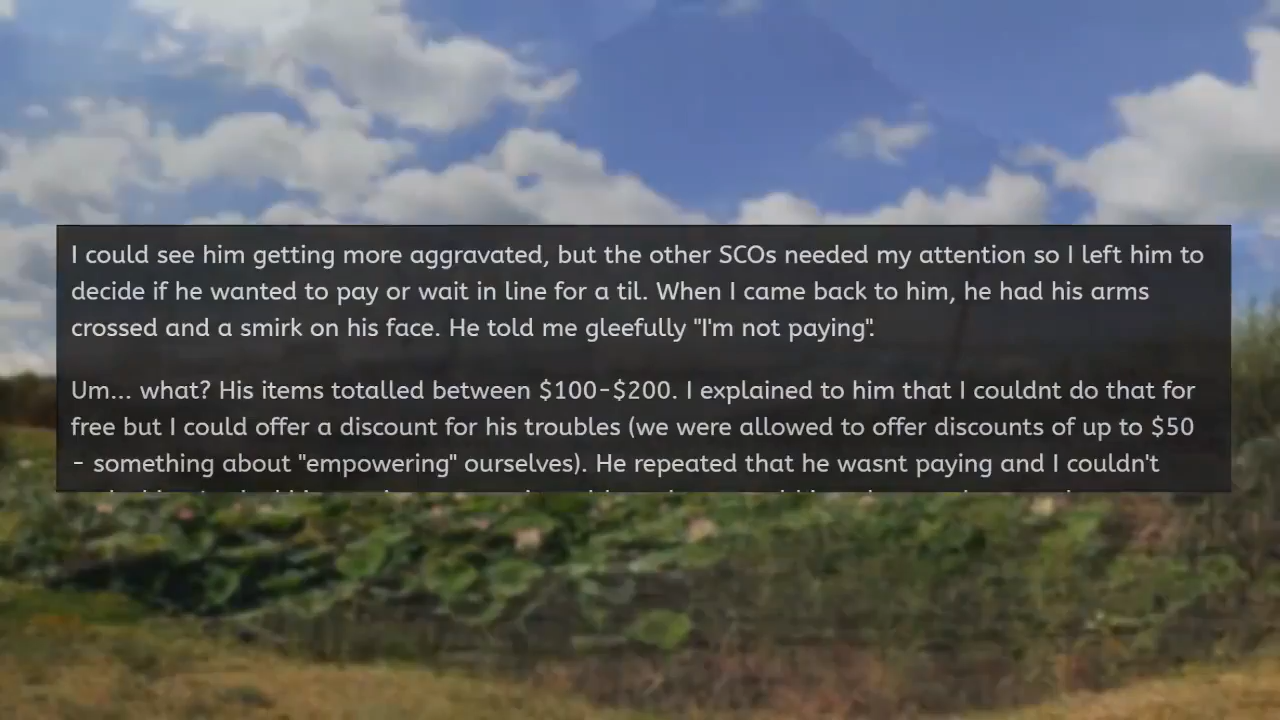 I could see him getting more aggravated, but the other SCOs needed my attention so I left him to
decide if he wanted to pay or wait in line for a til. When I came back to him, he had his arms
crossed and a smirk on his face. He told me gleefully "I'm not paying".
Um... what? His items totalled between $100-$200. I explained to him that I couldnt do that for
free but I could offer a discount for his troubles (we were allowed to offer discounts of up to $50
- something about "empowering" ourselves). He repeated that he wasnt paying and I couldn't